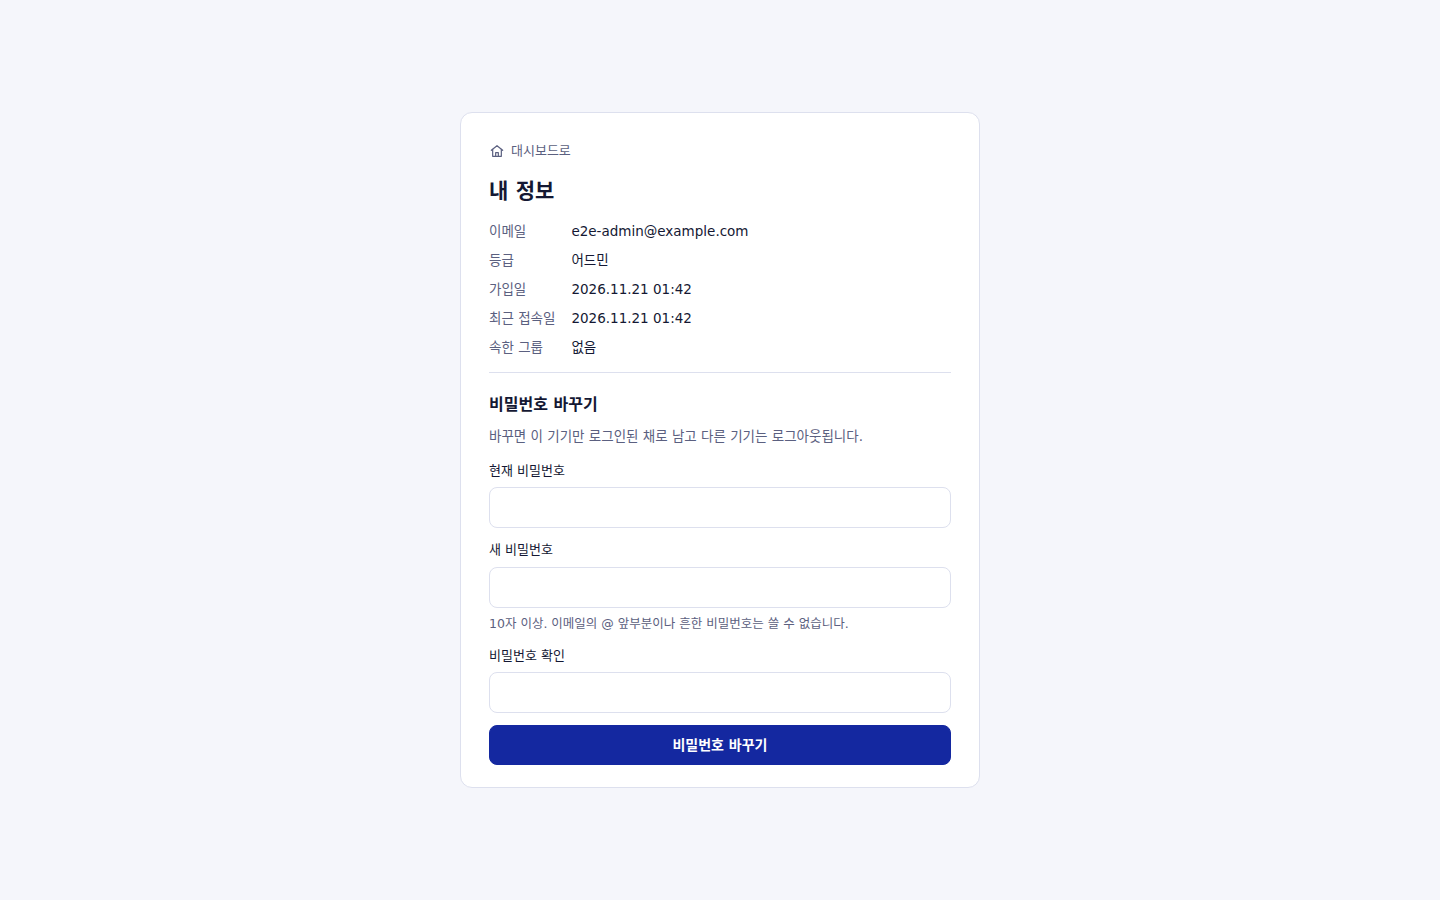 대시보드로
내 정보
이메일 e2e-admin@example.com
등급 어드민
가입일 2026.11.21 01:42
최근 접속일 2026.11.21 01:42
속한 그룹 없음
비밀번호 바꾸기
바꾸면 이 기기만 로그인된 채로 남고 다른 기기는 로그아웃됩니다.
현재 비밀번호
새 비밀번호
10자 이상. 이메일의 @ 앞부분이나 흔한 비밀번호는 쓸 수 없습니다.
비밀번호 확인
비밀번호 바꾸기